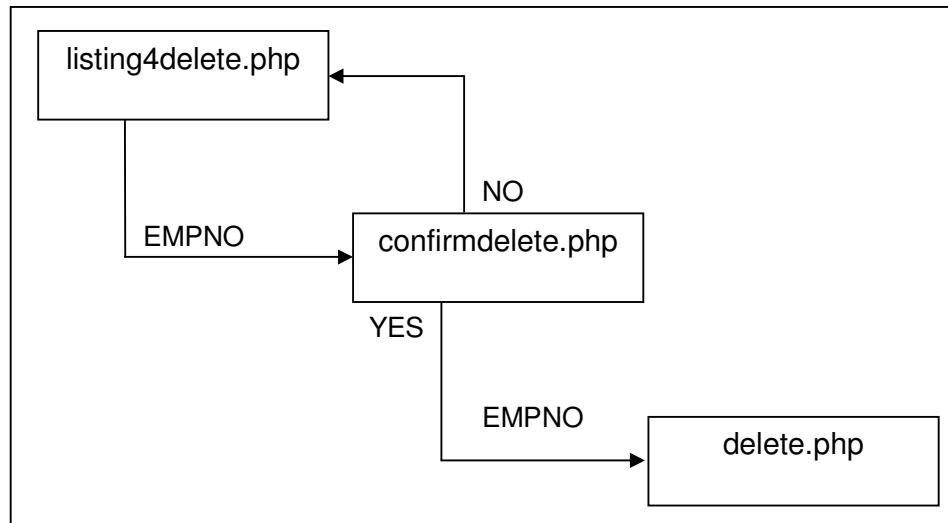 listing4delete.php
NO
EMPNO
confirmdelete.php
YES
EMPNO
delete.php